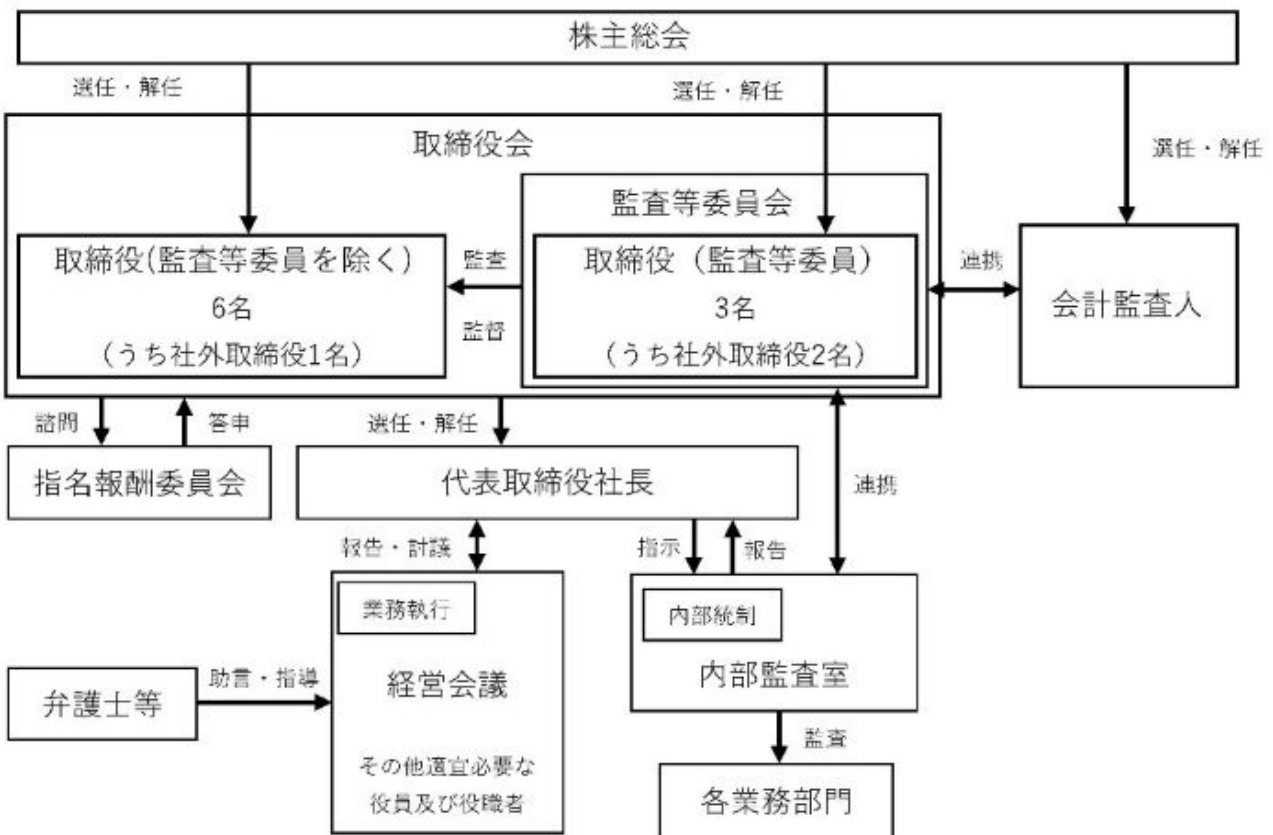 株主総会
選任・解任
選任・解任
選任・解任
取締役会
監査等委員会
取締役(監査等委員を除く)
6名
(うち社外取締役1名)
監査
監督
取締役(監査等委員)
3名
(うち社外取締役2名)
連携
会計監査人
諮問
答申
選任・解任
指名報酬委員会
代表取締役社長
連携
報告・討議
指示
報告
業務執行
経営会議
その他適宜必要な
役員及び役職者
内部統制
内部監査室
弁護士等
助言・指導
監査
各業務部門